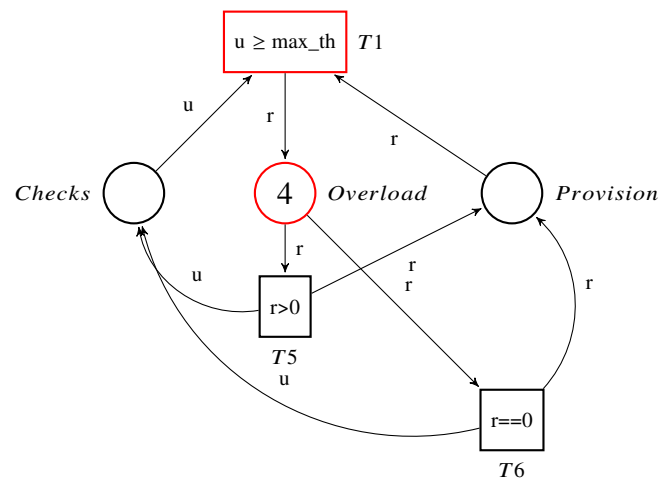 u ≥ max_th T1
u
r
r
Checks
4 Overload
Provision
r
u
r
r
r>0
r
T5
u
r==0
T6